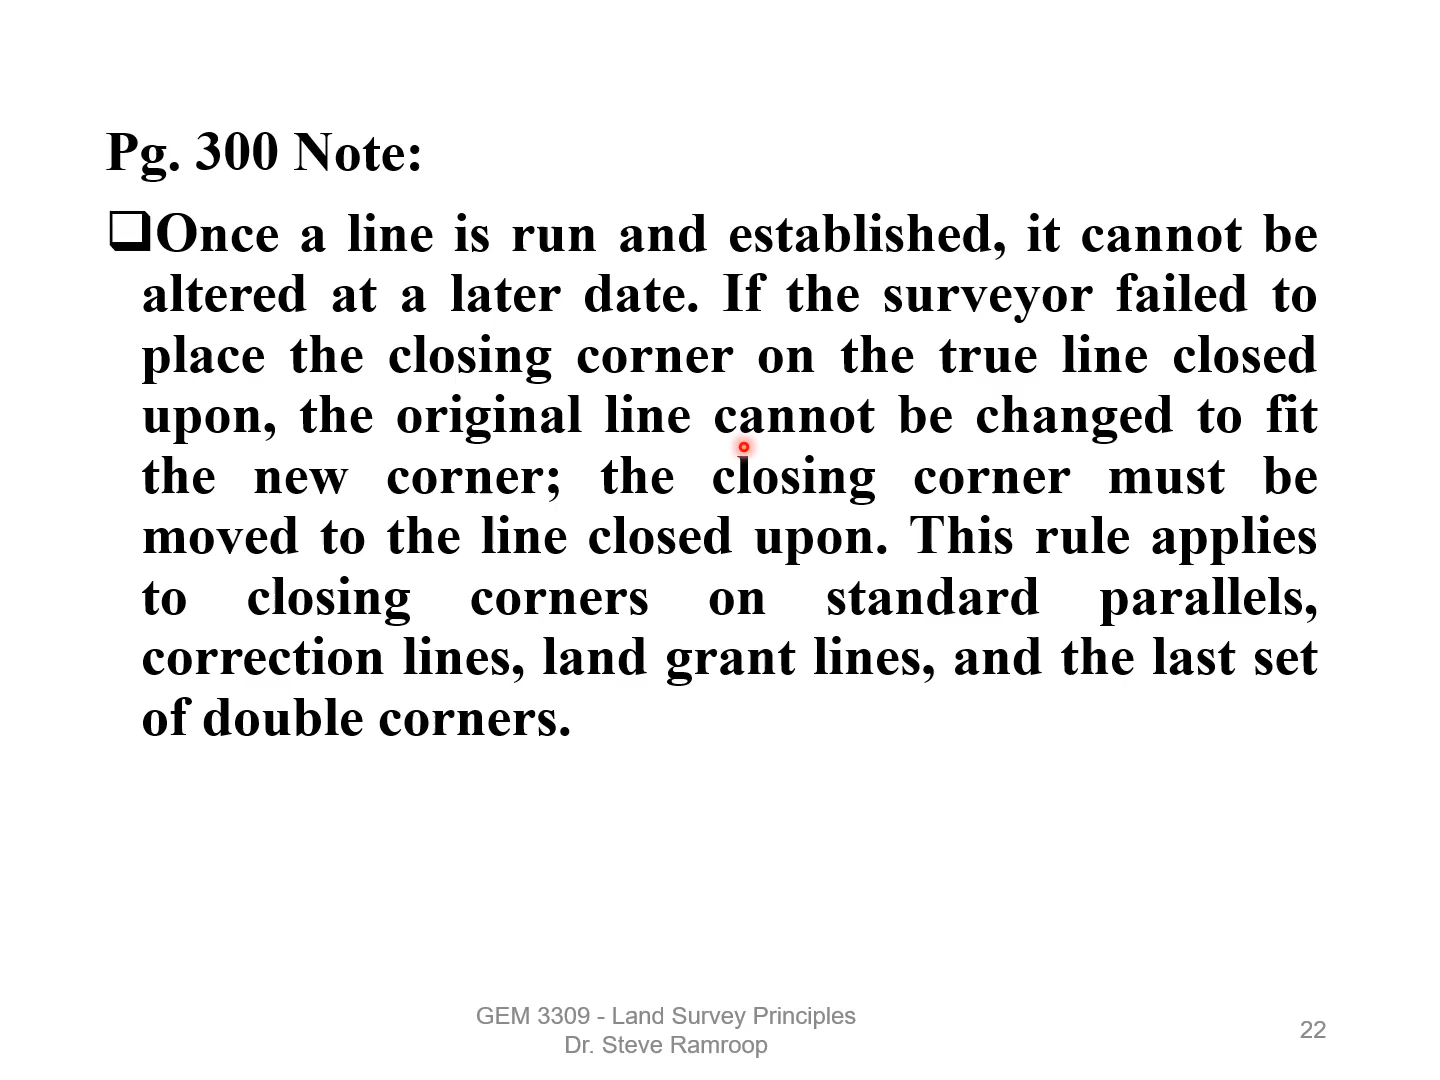 Pg. 300 Note:
❑Once a line is run and established, it cannot be
altered at a later date. If the surveyor failed to
place the closing corner on the true line closed
upon, the original line cannot be changed to fit
the new corner; the closing corner must be
moved to the line closed upon. This rule applies
to closing corners on standard parallels,
correction lines, land grant lines, and the last set
of double corners.
GEM 3309 - Land Survey Principles
Dr. Steve Ramroop
22